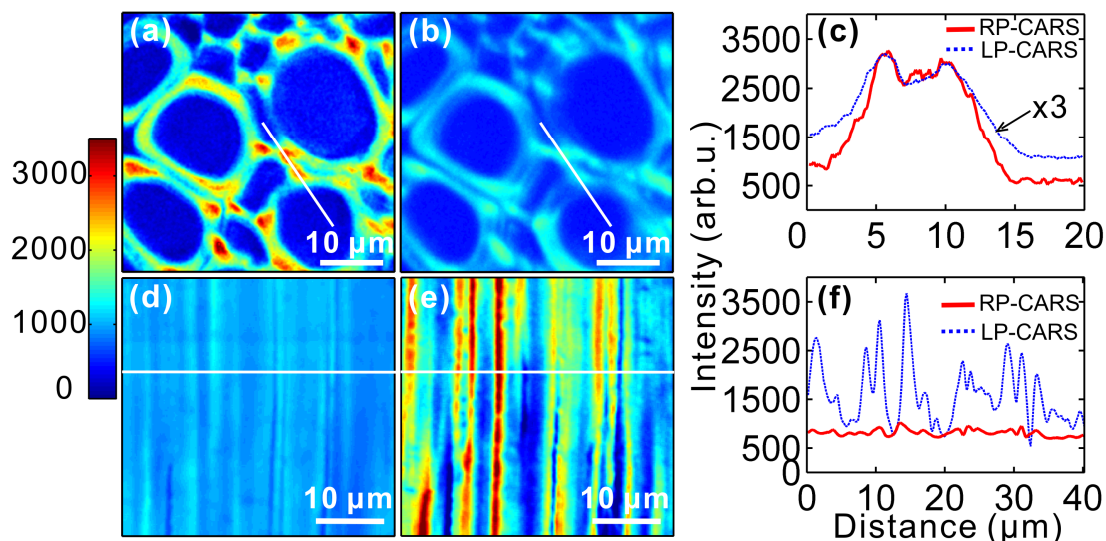 (a)
(b)
(c)
RP-CARS
LP-CARS
x3
3500
2500
1500
500
0 5 10 15 20
3000
2000
1000
0
10 μm
10 μm
Intensity (arb.u.)
(d)
(e)
(f)
RP-CARS
LP-CARS
3500
2500
1500
500
0
0 10 20 30 40
10 μm
10 μm
Distance (μm)